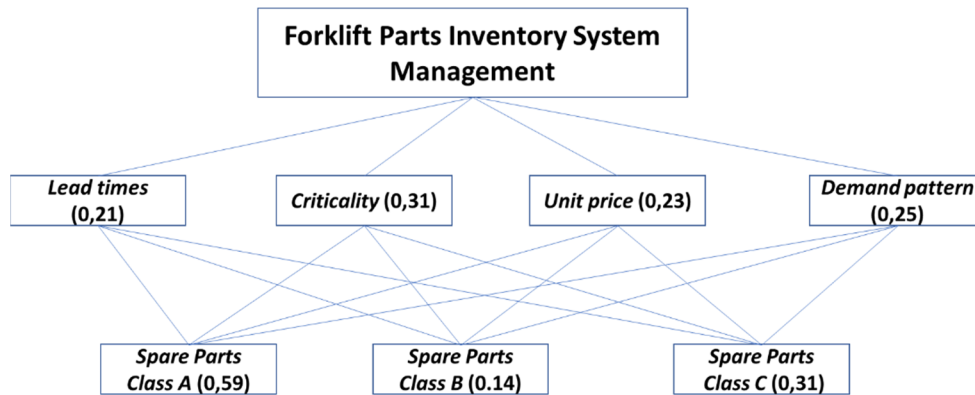 Forklift Parts Inventory System
Management
Lead times
(0,21)
Criticality (0,31)
Unit price (0,23)
Demand pattern
(0,25)
Spare Parts
Class A (0,59)
Spare Parts
Class B (0.14)
Spare Parts
Class C (0,31)